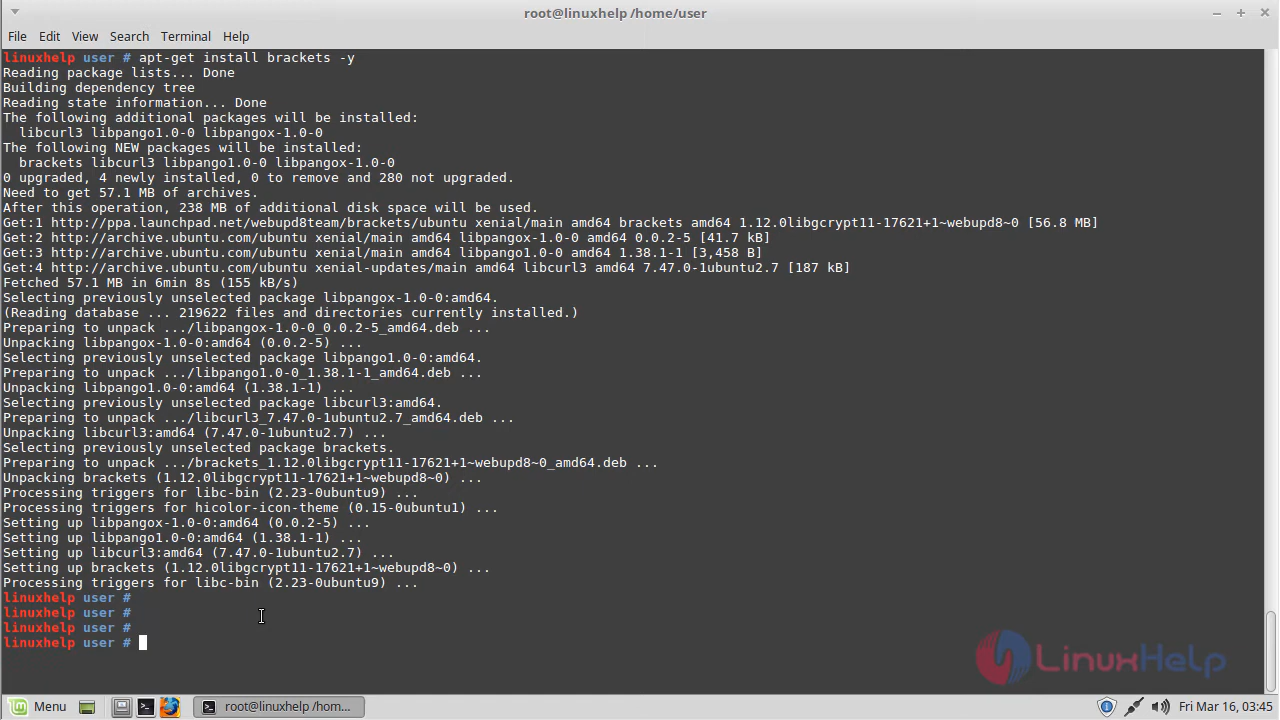 root@linuxhelp /home/user
File Edit View Search Terminal Help
linuxhelp user # apt-get install brackets -y
Reading package lists... Done
Building dependency tree
Reading state information... Done
The following additional packages will be installed:
  libcurl3 libpango1.0-0 libpangox-1.0-0
The following NEW packages will be installed:
  brackets libcurl3 libpango1.0-0 libpangox-1.0-0
0 upgraded, 4 newly installed, 0 to remove and 280 not upgraded.
Need to get 57.1 MB of archives.
After this operation, 238 MB of additional disk space will be used.
Get:1 http://ppa.launchpad.net/webupd8team/brackets/ubuntu xenial/main amd64 brackets amd64 1.12.0libgcrypt11-17621+1~webupd8~0 [56.8 MB]
Get:2 http://archive.ubuntu.com/ubuntu xenial/main amd64 libpangox-1.0-0 amd64 0.0.2-5 [41.7 kB]
Get:3 http://archive.ubuntu.com/ubuntu xenial/main amd64 libpango1.0-0 amd64 1.38.1-1 [3,458 B]
Get:4 http://archive.ubuntu.com/ubuntu xenial-updates/main amd64 libcurl3 amd64 7.47.0-1ubuntu2.7 [187 kB]
Fetched 57.1 MB in 6min 8s (155 kB/s)
Selecting previously unselected package libpangox-1.0-0:amd64.
(Reading database ... 219622 files and directories currently installed.)
Preparing to unpack .../libpangox-1.0-0_0.0.2-5_amd64.deb ...
Unpacking libpangox-1.0-0:amd64 (0.0.2-5) ...
Selecting previously unselected package libpango1.0-0:amd64.
Preparing to unpack .../libpango1.0-0_1.38.1-1_amd64.deb ...
Unpacking libpango1.0-0:amd64 (1.38.1-1) ...
Selecting previously unselected package libcurl3:amd64.
Preparing to unpack .../libcurl3_7.47.0-1ubuntu2.7_amd64.deb ...
Unpacking libcurl3:amd64 (7.47.0-1ubuntu2.7) ...
Selecting previously unselected package brackets.
Preparing to unpack .../brackets_1.12.0libgcrypt11-17621+1~webupd8~0_amd64.deb ...
Unpacking brackets (1.12.0libgcrypt11-17621+1~webupd8~0) ...
Processing triggers for libc-bin (2.23-0ubuntu9) ...
Processing triggers for hicolor-icon-theme (0.15-0ubuntu1) ...
Setting up libpangox-1.0-0:amd64 (0.0.2-5) ...
Setting up libpango1.0-0:amd64 (1.38.1-1) ...
Setting up libcurl3:amd64 (7.47.0-1ubuntu2.7) ...
Setting up brackets (1.12.0libgcrypt11-17621+1~webupd8~0) ...
Processing triggers for libc-bin (2.23-0ubuntu9) ...
linuxhelp user #
linuxhelp user #
linuxhelp user #
linuxhelp user #
LinuxHelp
Menu root@linuxhelp /hom... Fri Mar 16, 03:45